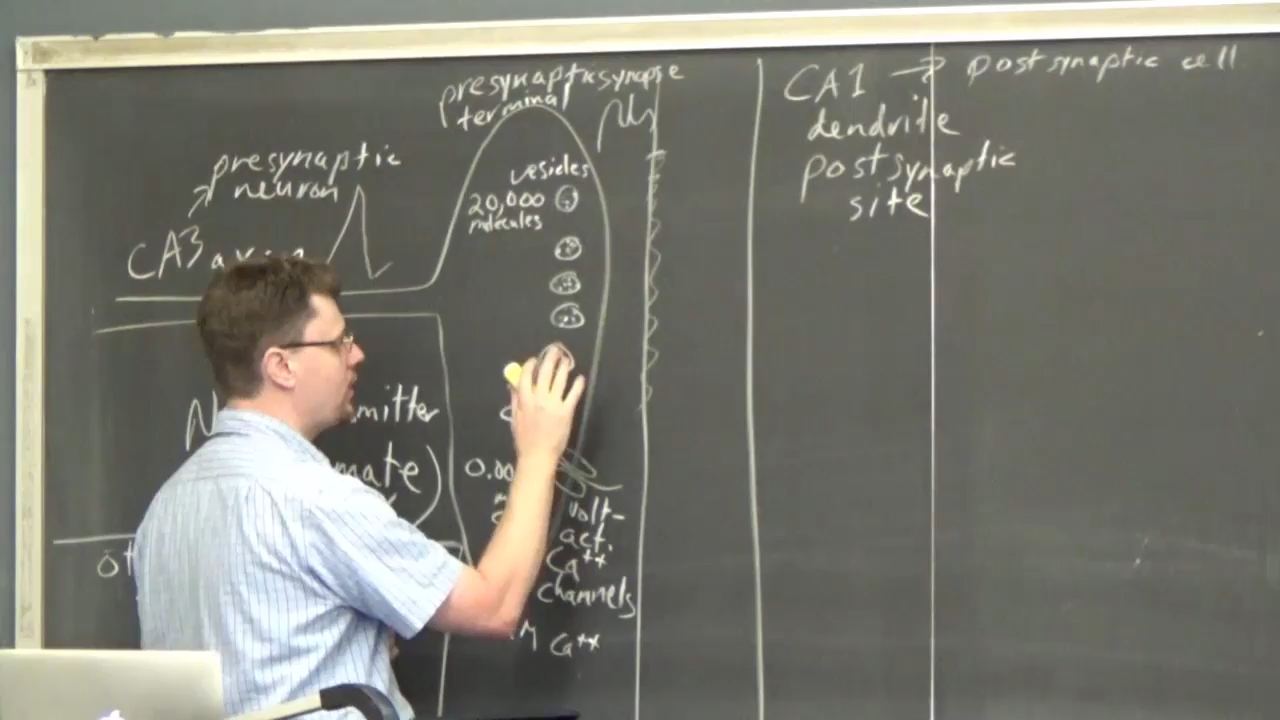 presynaptic
terminal
synapse
CA1 → postsynaptic cell
dendrite
postsynaptic
site
presynaptic
neuron
CA3
vesicles
20,000
molecules
volt-
act.
Ca++
channels
Ca++